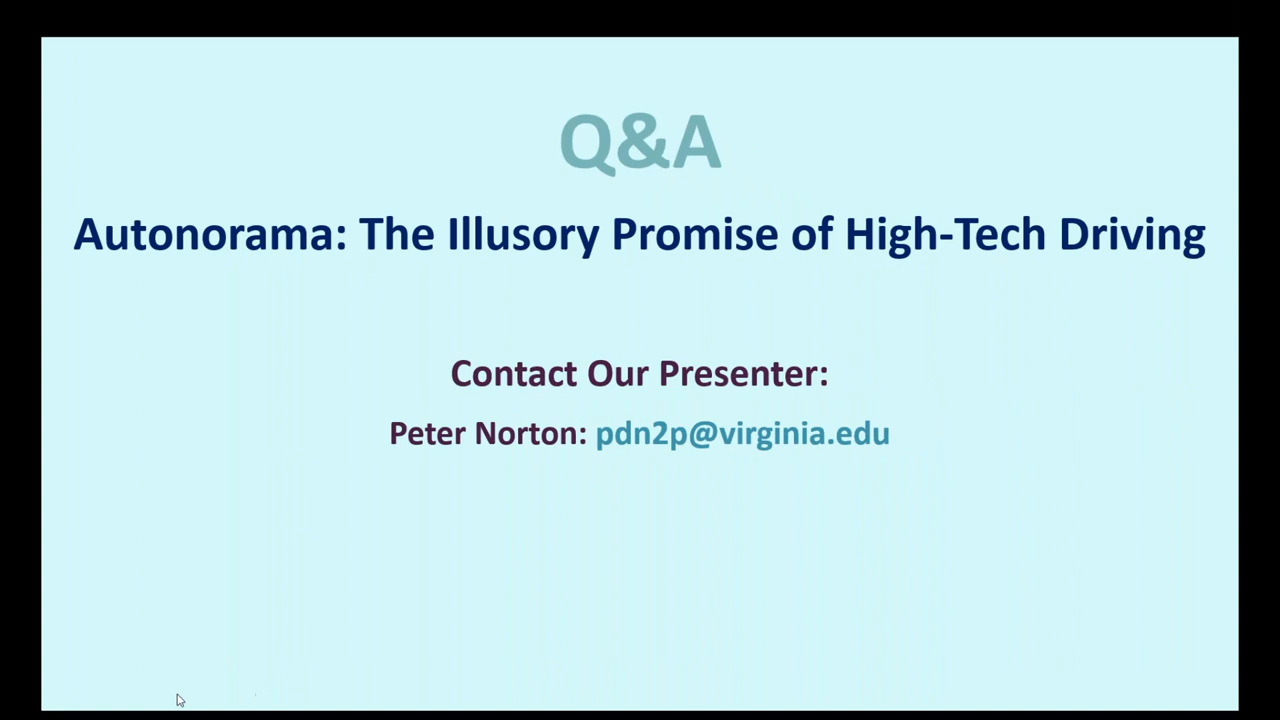 Q&A
Autonorama: The Illusory Promise of High-Tech Driving
Contact Our Presenter:
Peter Norton: pdn2p@virginia.edu